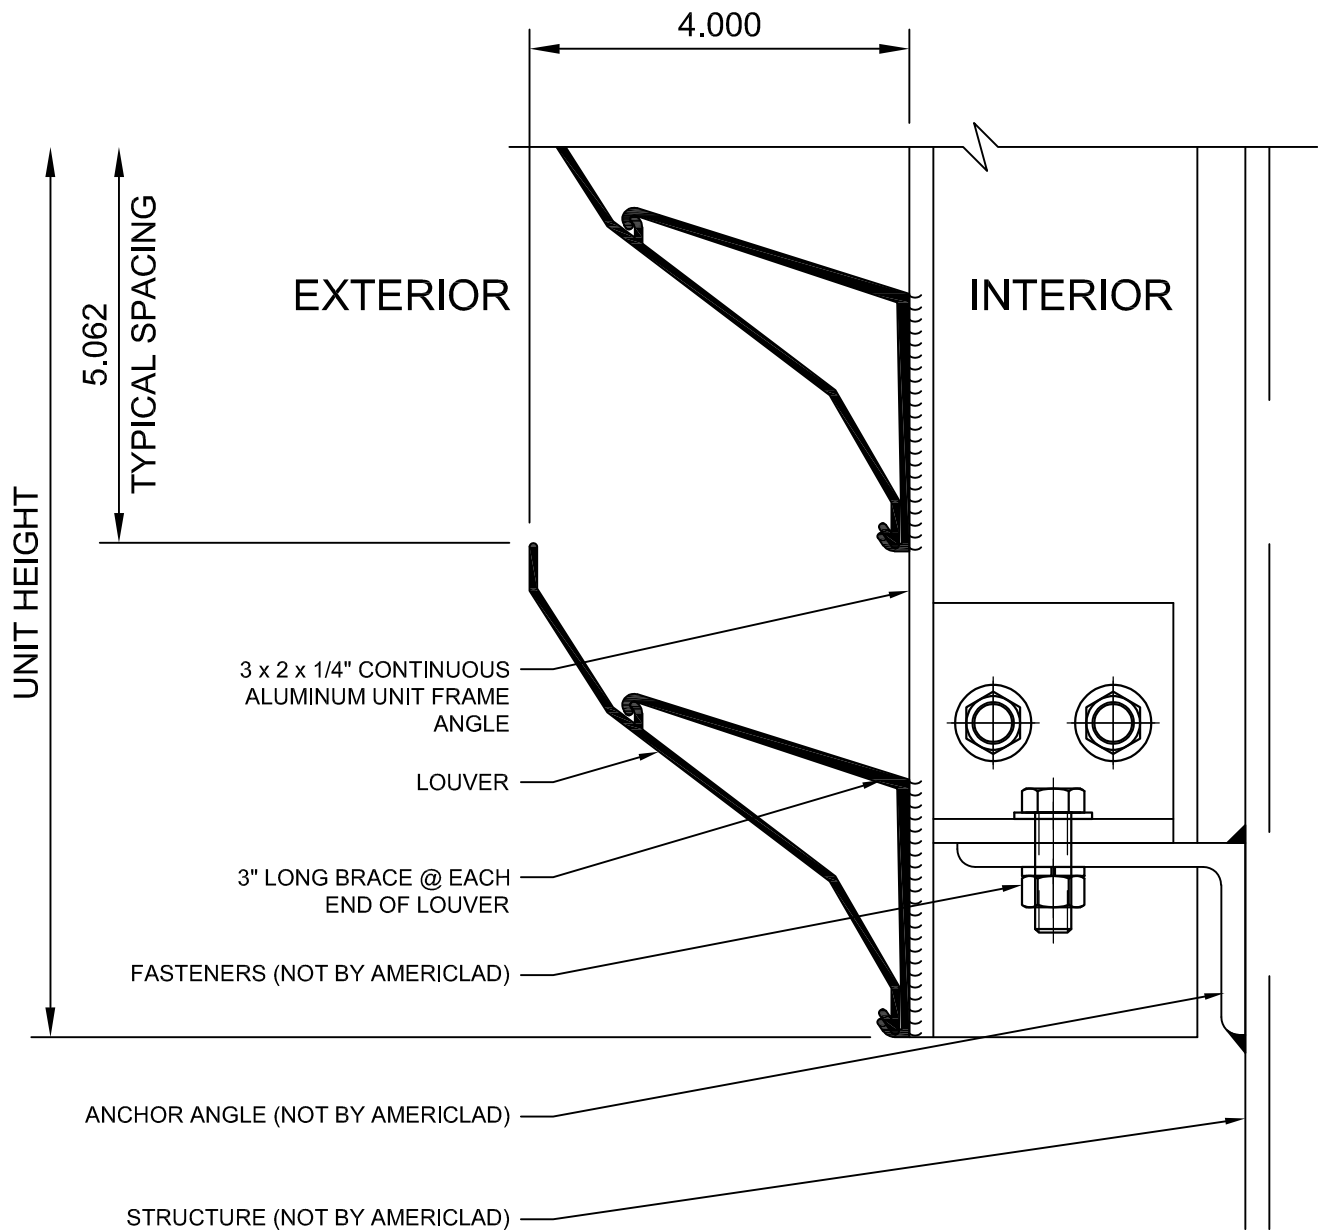 4.000
EXTERIOR
INTERIOR
5.062
TYPICAL SPACING
UNIT HEIGHT
3 x 2 x 1/4" CONTINUOUS
ALUMINUM UNIT FRAME
ANGLE
LOUVER
3" LONG BRACE @ EACH
END OF LOUVER
FASTENERS (NOT BY AMERICLAD)
ANCHOR ANGLE (NOT BY AMERICLAD)
STRUCTURE (NOT BY AMERICLAD)